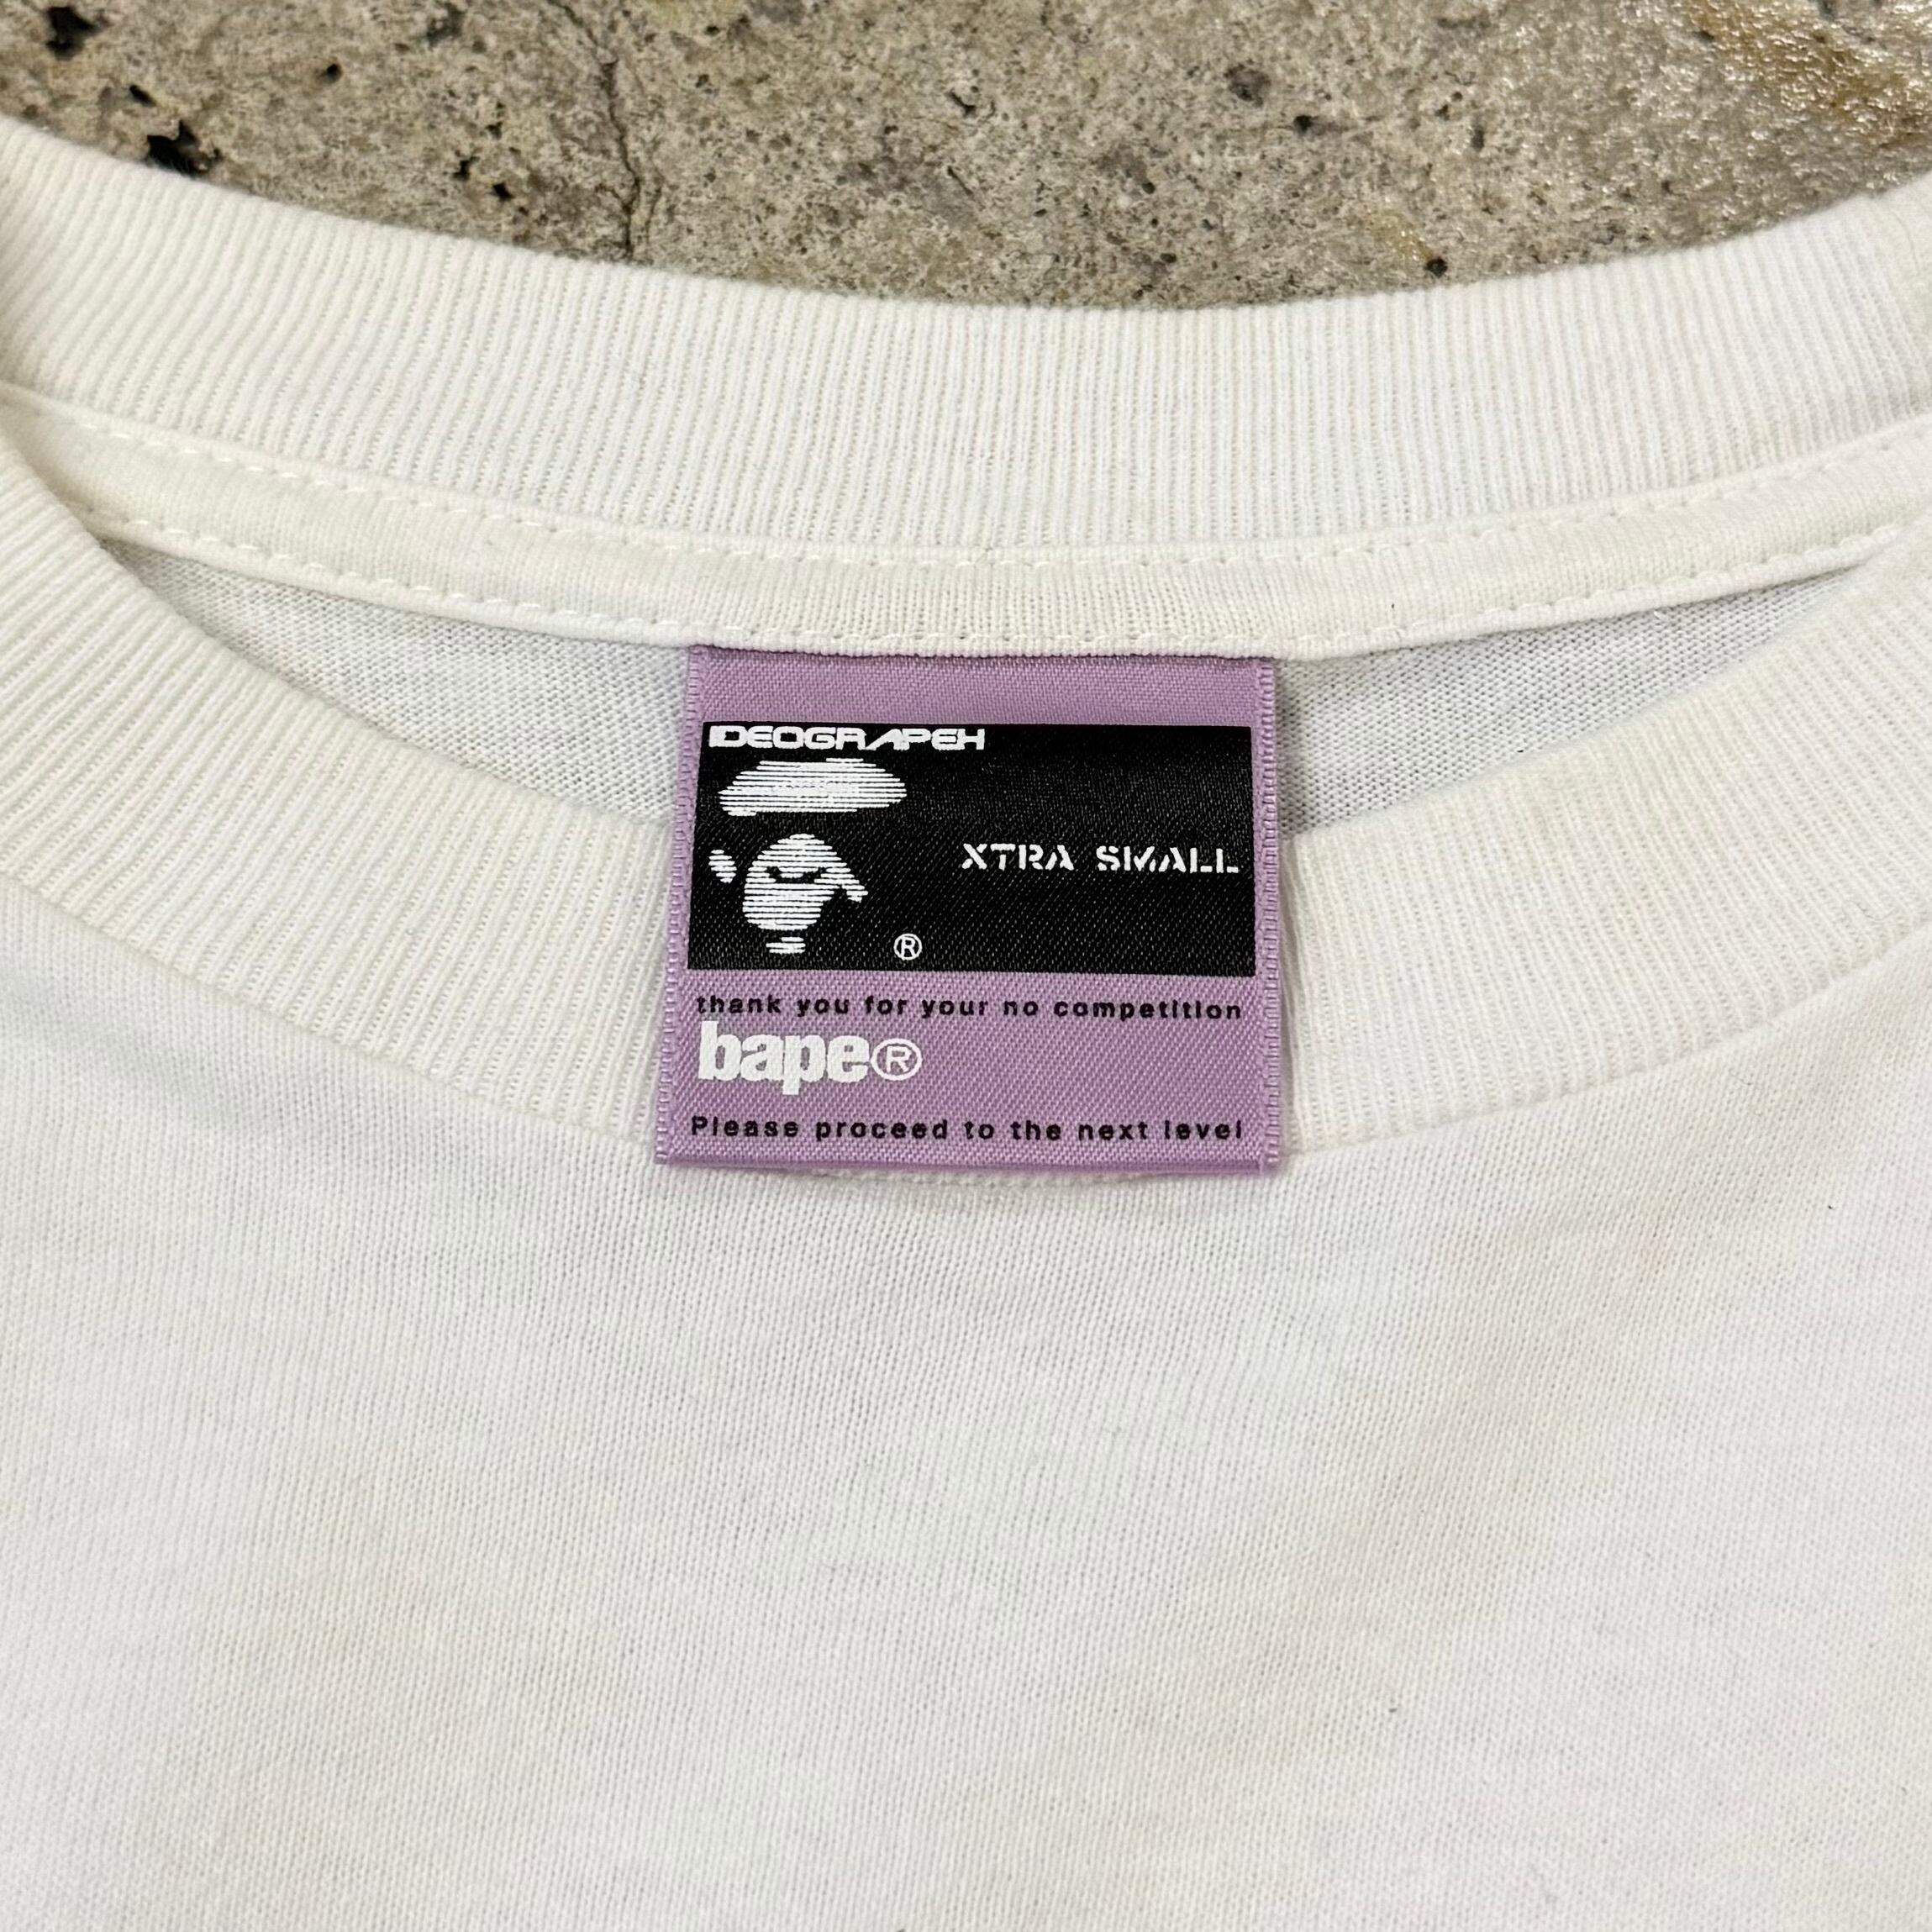 IDEOGRAPEH
XTRA SMALL
®
thank you for your no competition
bape®
Please proceed to the next level